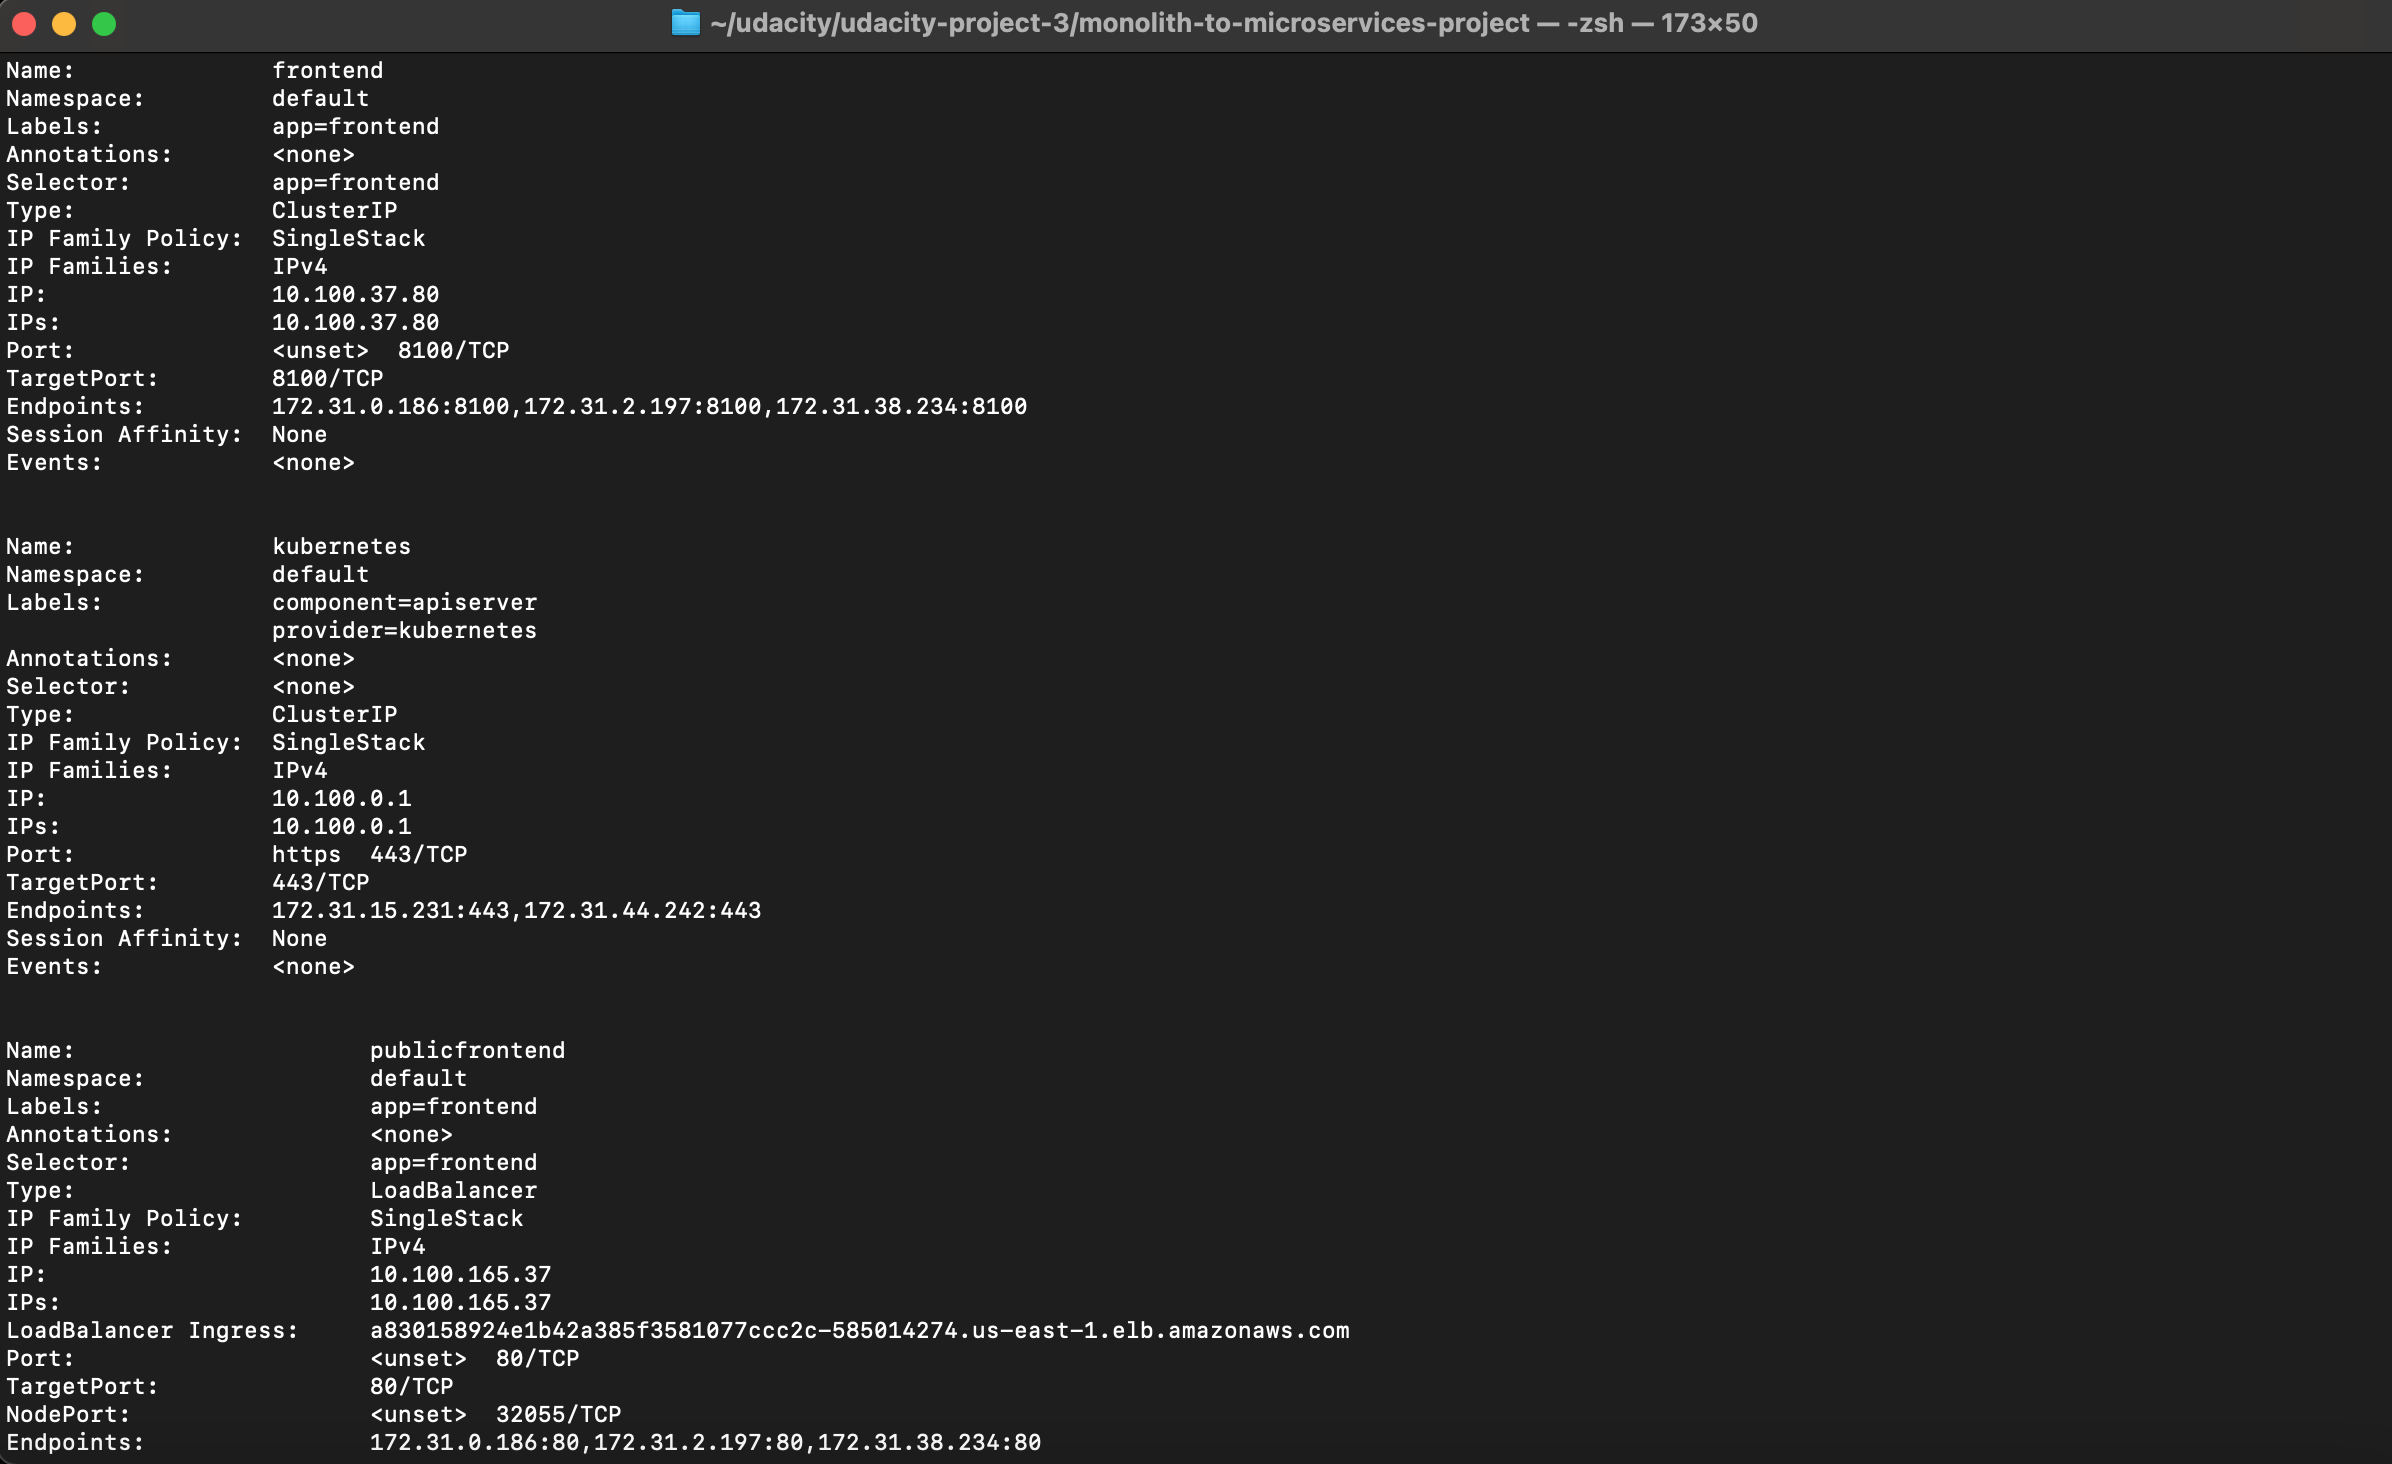 ~/udacity/udacity-project-3/monolith-to-microservices-project — -zsh — 173×50
Name:              frontend
Namespace:         default
Labels:            app=frontend
Annotations:       <none>
Selector:          app=frontend
Type:              ClusterIP
IP Family Policy:  SingleStack
IP Families:       IPv4
IP:                10.100.37.80
IPs:               10.100.37.80
Port:              <unset>  8100/TCP
TargetPort:        8100/TCP
Endpoints:         172.31.0.186:8100,172.31.2.197:8100,172.31.38.234:8100
Session Affinity:  None
Events:            <none>
Name:              kubernetes
Namespace:         default
Labels:            component=apiserver
                   provider=kubernetes
Annotations:       <none>
Selector:          <none>
Type:              ClusterIP
IP Family Policy:  SingleStack
IP Families:       IPv4
IP:                10.100.0.1
IPs:               10.100.0.1
Port:              https  443/TCP
TargetPort:        443/TCP
Endpoints:         172.31.15.231:443,172.31.44.242:443
Session Affinity:  None
Events:            <none>
Name:                     publicfrontend
Namespace:                default
Labels:                   app=frontend
Annotations:              <none>
Selector:                 app=frontend
Type:                     LoadBalancer
IP Family Policy:         SingleStack
IP Families:              IPv4
IP:                       10.100.165.37
IPs:                      10.100.165.37
LoadBalancer Ingress:     a830158924e1b42a385f3581077ccc2c-585014274.us-east-1.elb.amazonaws.com
Port:                     <unset>  80/TCP
TargetPort:               80/TCP
NodePort:                 <unset>  32055/TCP
Endpoints:                172.31.0.186:80,172.31.2.197:80,172.31.38.234:80